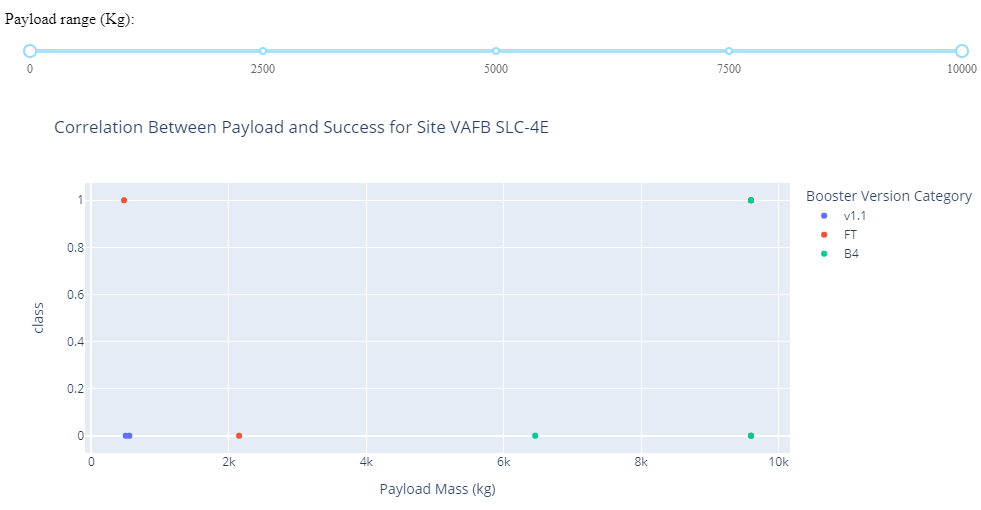 Payload range (Kg):
0 2500 5000 7500 10000
Correlation Between Payload and Success for Site VAFB SLC-4E
1
0.8
0.6
0.4
0.2
0
class
0 2k 4k 6k 8k 10k
Payload Mass (kg)
Booster Version Category
v1.1
FT
B4